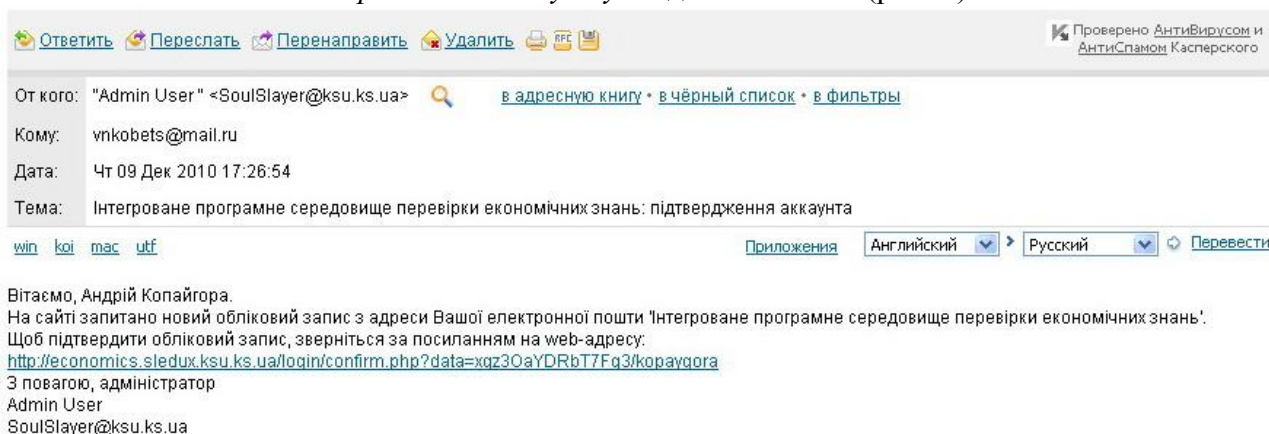 Ответить Переслать Перенаправить Удалить RFC Проверено АнтиВирусом и
АнтиСпамом Касперского
От кого: "Admin User" <SoulSlayer@ksu.ks.ua> в адресную книгу • в чёрный список • в фильтры
Кому: vnkobets@mail.ru
Дата: Чт 09 Дек 2010 17:26:54
Тема: Інтегроване програмне середовище перевірки економічних знань: підтвердження аккаунта
win koi mac utf Приложения Английский Русский Перевести
Вітаємо, Андрій Копайгора.
На сайті запитано новий обліковий запис з адреси Вашої електронної пошти 'Інтегроване програмне середовище перевірки економічних знань'.
Щоб підтвердити обліковий запис, зверніться за посиланням на web-адресу:
http://economics.sledux.ksu.ks.ua/login/confirm.php?data=xgz3OaYDRbT7Fg3/kopaygora
З повагою, адміністратор
Admin User
SoulSlayer@ksu.ks.ua